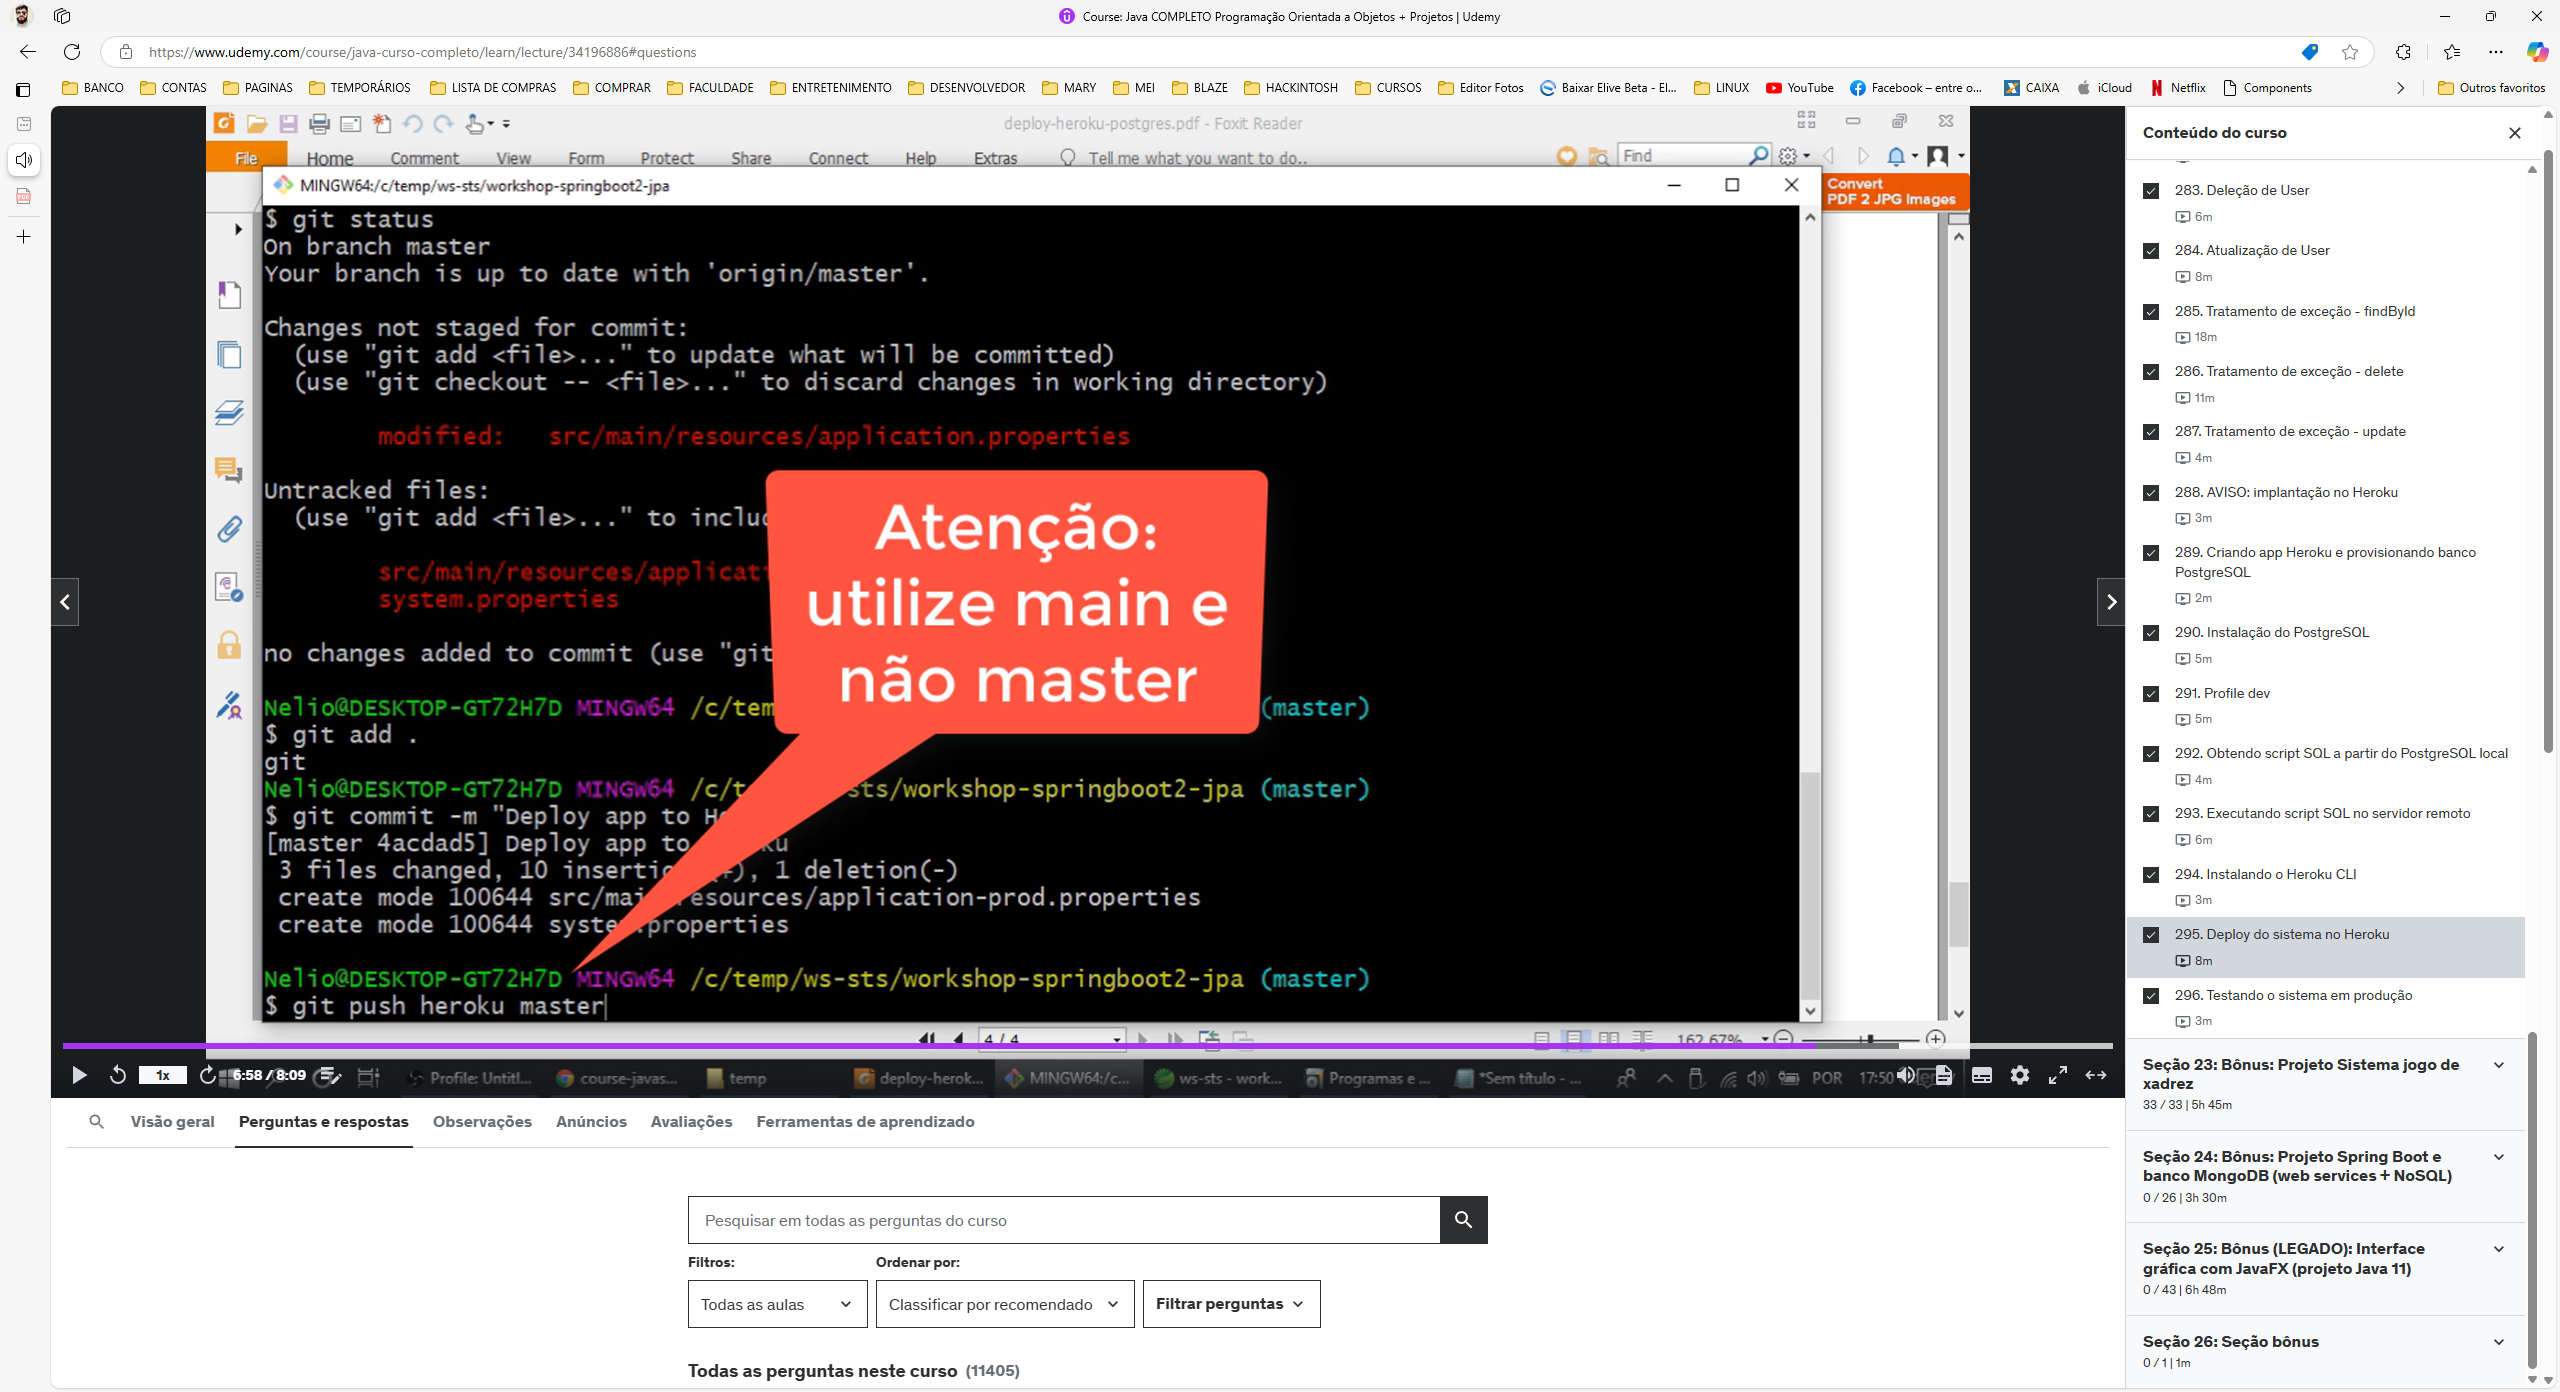 Course: Java COMPLETO Programação Orientada a Objetos + Projetos | Udemy
https://www.udemy.com/course/java-curso-completo/learn/lecture/34196886#questions
BANCO CONTAS PAGINAS TEMPORÁRIOS LISTA DE COMPRAS COMPRAR FACULDADE ENTRETENIMENTO DESENVOLVEDOR MARY MEI BLAZE HACKINTOSH CURSOS Editor Fotos Baixar Elive Beta - El... LINUX YouTube Facebook – entre o... CAIXA iCloud Netflix Components Outros favoritos
deploy-heroku-postgres.pdf - Foxit Reader
File Home Comment View Form Protect Share Connect Help Extras Tell me what you want to do.. Find
MINGW64:/c/temp/ws-sts/workshop-springboot2-jpa
Convert
PDF 2 JPG Images
$ git status
On branch master
Your branch is up to date with 'origin/master'.
Changes not staged for commit:
(use "git add <file>..." to update what will be committed)
(use "git checkout -- <file>..." to discard changes in working directory)
modified: src/main/resources/application.properties
Untracked files:
(use "git add <file>..." to inclu
src/main/resources/applicati
system.properties
no changes added to commit (use "git
Nelio@DESKTOP-GT72H7D MINGW64 /c/tem (master)
$ git add .
git
Nelio@DESKTOP-GT72H7D MINGW64 /c/t sts/workshop-springboot2-jpa (master)
$ git commit -m "Deploy app to He
[master 4acdad5] Deploy app to ku
3 files changed, 10 inserti ), 1 deletion(-)
create mode 100644 src/mai resources/application-prod.properties
create mode 100644 syste .properties
Nelio@DESKTOP-GT72H7D MINGW64 /c/temp/ws-sts/workshop-springboot2-jpa (master)
$ git push heroku master
Atenção:
utilize main e
não master
4 / 4 162,67%
1x 6:58 / 8:09 Profile: Untitl... course-javas... temp deploy-herok... MINGW64:/c... ws-sts - work... Programas e ... *Sem título - ... POR 17:50
Visão geral Perguntas e respostas Observações Anúncios Avaliações Ferramentas de aprendizado
Pesquisar em todas as perguntas do curso
Filtros: Ordenar por:
Todas as aulas Classificar por recomendado Filtrar perguntas
Todas as perguntas neste curso (11405)
Conteúdo do curso
283. Deleção de User
6m
284. Atualização de User
8m
285. Tratamento de exceção - findById
18m
286. Tratamento de exceção - delete
11m
287. Tratamento de exceção - update
4m
288. AVISO: implantação no Heroku
3m
289. Criando app Heroku e provisionando banco
PostgreSQL
2m
290. Instalação do PostgreSQL
5m
291. Profile dev
5m
292. Obtendo script SQL a partir do PostgreSQL local
4m
293. Executando script SQL no servidor remoto
6m
294. Instalando o Heroku CLI
3m
295. Deploy do sistema no Heroku
8m
296. Testando o sistema em produção
3m
Seção 23: Bônus: Projeto Sistema jogo de
xadrez
33 / 33 | 5h 45m
Seção 24: Bônus: Projeto Spring Boot e
banco MongoDB (web services + NoSQL)
0 / 26 | 3h 30m
Seção 25: Bônus (LEGADO): Interface
gráfica com JavaFX (projeto Java 11)
0 / 43 | 6h 48m
Seção 26: Seção bônus
0 / 1 | 1m